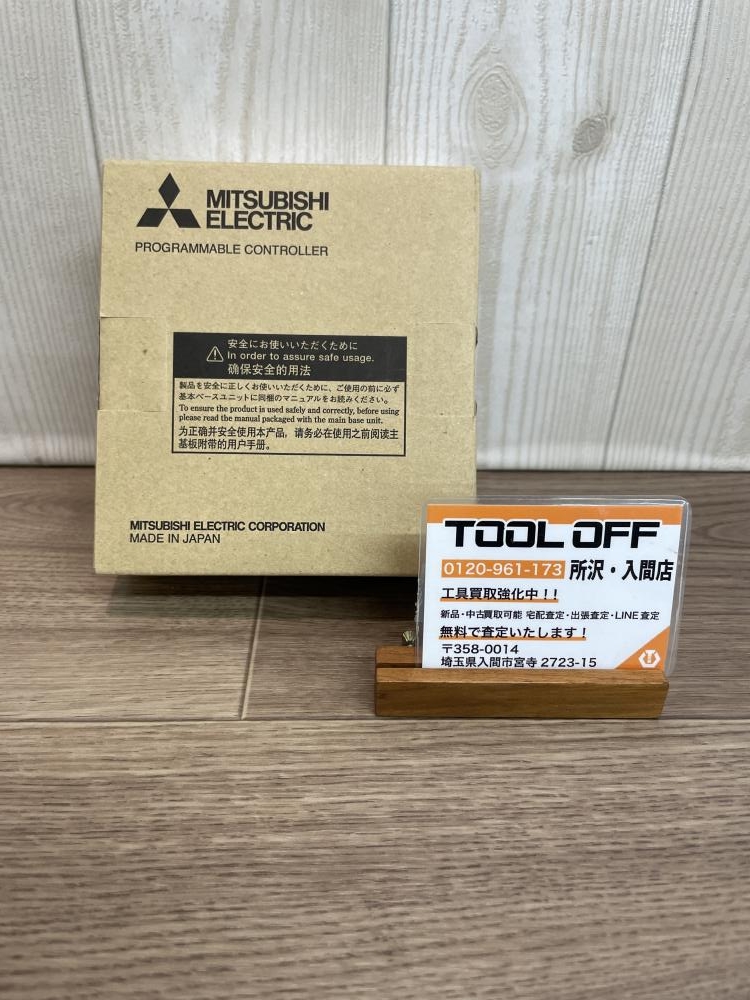 MITSUBISHI
ELECTRIC
PROGRAMMABLE CONTROLLER
安全にお使いいただくために
In order to assure safe usage.
确保安全的用法
製品を安全に正しくお使いいただくために、ご使用の前に必ず
基本ベースユニットに同梱のマニュアルをお読みください。
To ensure the product is used safely and correctly, before using
please read the manual packaged with the main base unit.
为正确并安全使用本产品，请务必在使用之前阅读主
基板附带的用户手册。
MITSUBISHI ELECTRIC CORPORATION
MADE IN JAPAN
TOOL OFF
0120-961-173 所沢・入間店
工具買取強化中！！
新品・中古買取可能 宅配査定・出張査定・LINE査定
無料で査定いたします！
〒358-0014
埼玉県入間市宮寺 2723-15